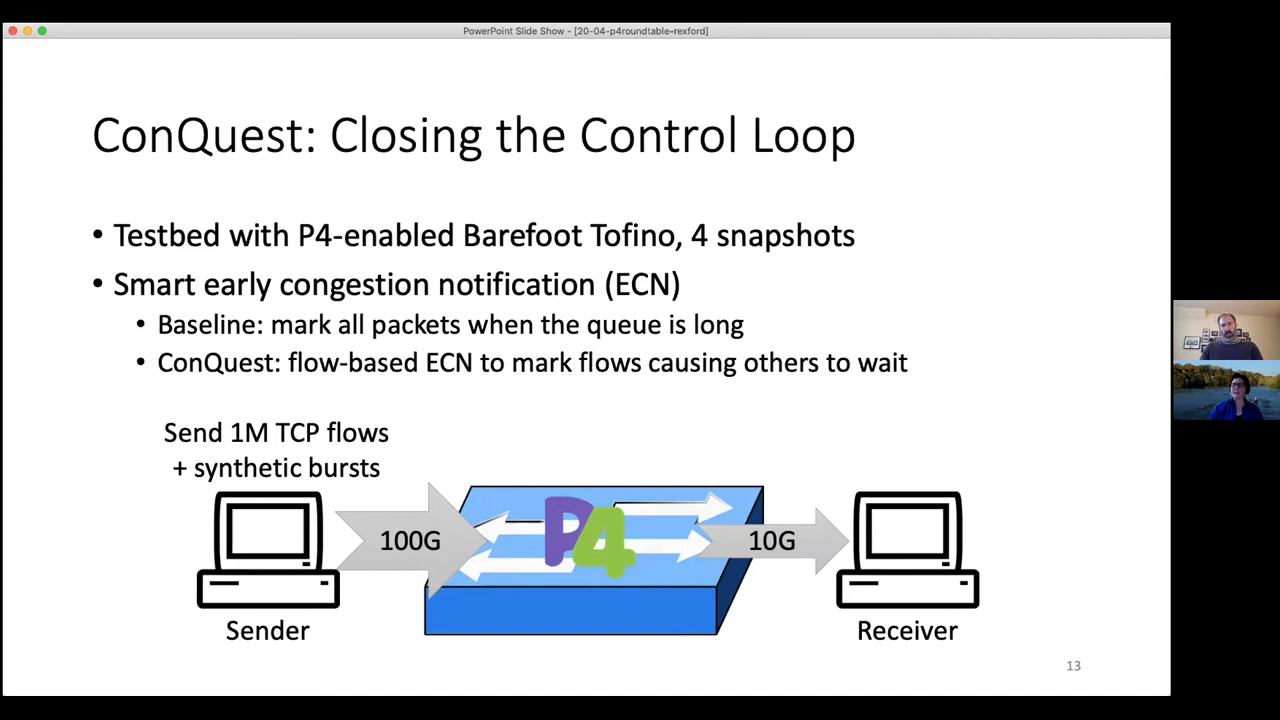 PowerPoint Slide Show - [20-04-p4roundtable-rexford]
ConQuest: Closing the Control Loop
• Testbed with P4-enabled Barefoot Tofino, 4 snapshots
• Smart early congestion notification (ECN)
• Baseline: mark all packets when the queue is long
• ConQuest: flow-based ECN to mark flows causing others to wait
Send 1M TCP flows
+ synthetic bursts
100G
P4
10G
Sender
Receiver
13